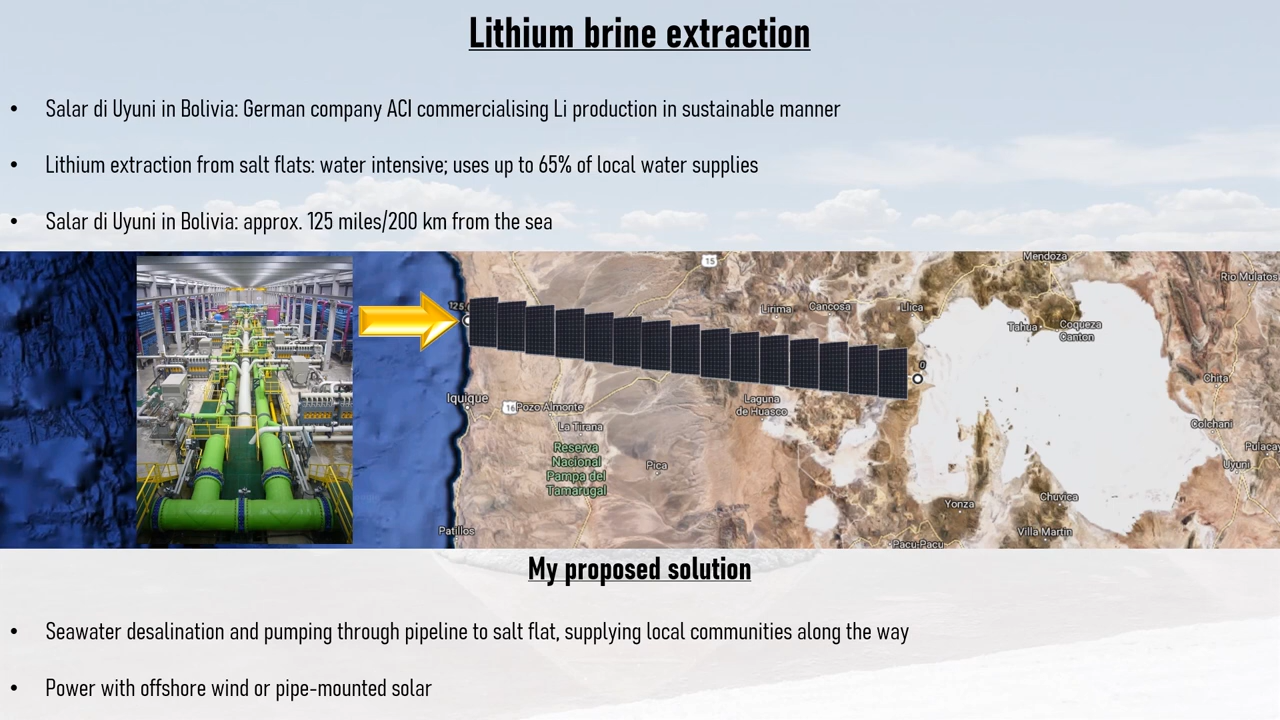 Lithium brine extraction
• Salar di Uyuni in Bolivia: German company ACI commercialising Li production in sustainable manner
• Lithium extraction from salt flats: water intensive; uses up to 65% of local water supplies
• Salar di Uyuni in Bolivia: approx. 125 miles/200 km from the sea
Mendoza
15
Rio Mulatos
125
Lirima
Cancosa
Llica
Tahua
Coqueza
Canton
0
Chita
Iquique
16
Pozo Almonte
Laguna
de Huasco
La Tirana
Colchani
Reserva
Nacional
Pampa del
Tamarugal
Pica
Pulacay
Uyuni
Yonza
Chuvica
Patillos
Villa Martin
Pacu-Pacu
My proposed solution
• Seawater desalination and pumping through pipeline to salt flat, supplying local communities along the way
• Power with offshore wind or pipe-mounted solar